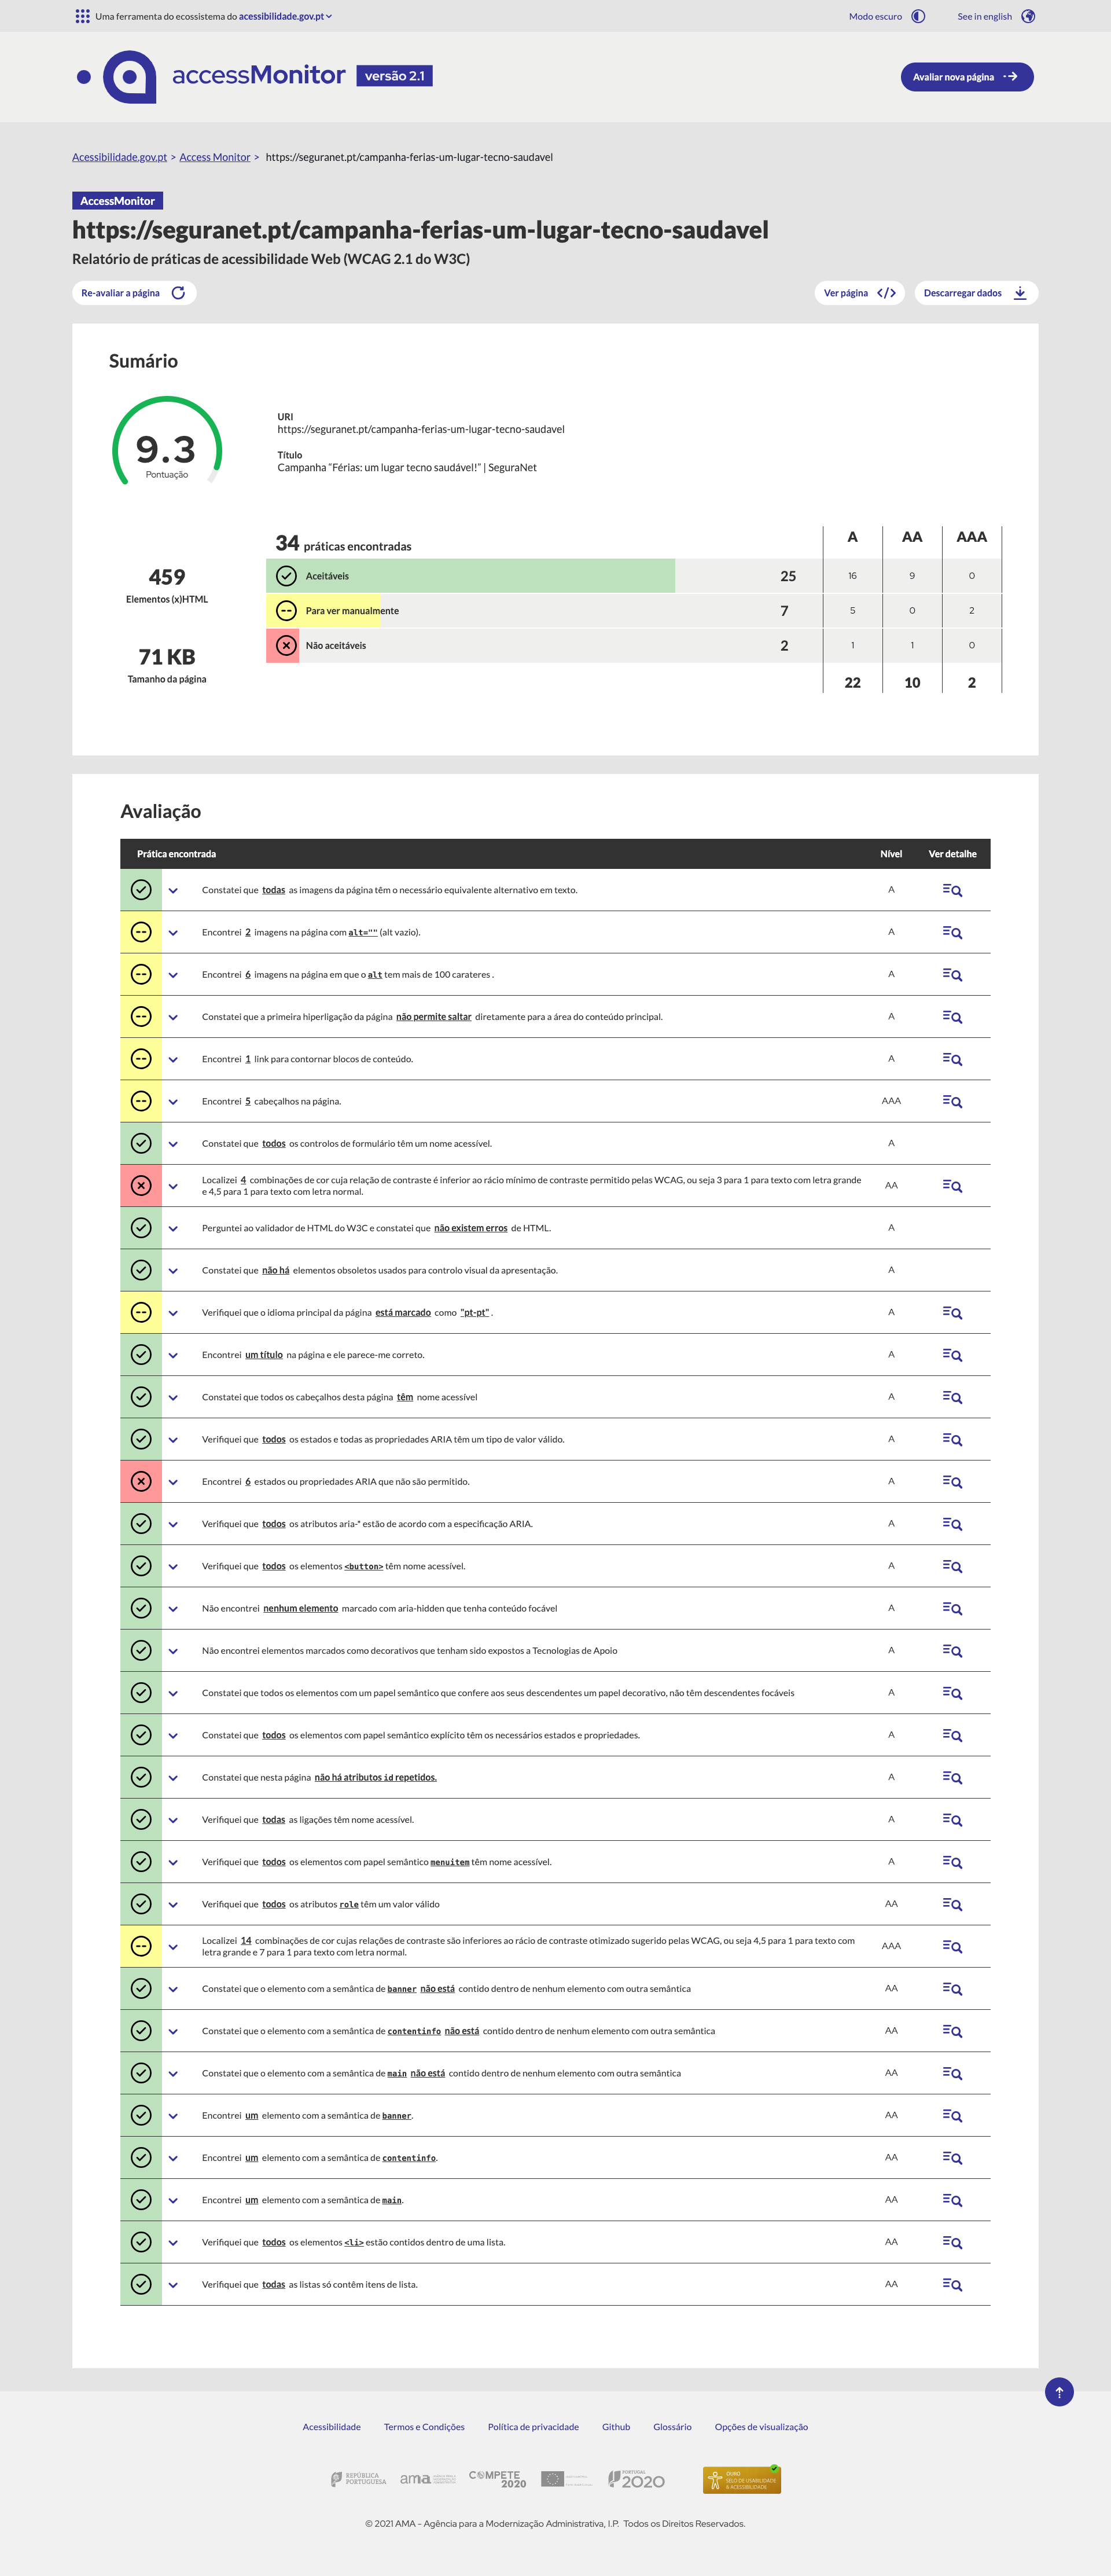 Uma ferramenta do ecossistema do acessibilidade.gov.pt
Modo escuro
See in english
accessMonitor versão 2.1
Avaliar nova página
Acessibilidade.gov.pt > Access Monitor > https://seguranet.pt/campanha-ferias-um-lugar-tecno-saudavel
AccessMonitor
https://seguranet.pt/campanha-ferias-um-lugar-tecno-saudavel
Relatório de práticas de acessibilidade Web (WCAG 2.1 do W3C)
Re-avaliar a página
Ver página
Descarregar dados
Sumário
9.3
Pontuação
URI
https://seguranet.pt/campanha-ferias-um-lugar-tecno-saudavel
Título
Campanha “Férias: um lugar tecno saudável!” | SeguraNet
459
Elementos (x)HTML
71 KB
Tamanho da página
34 práticas encontradas A AA AAA
Aceitáveis 25 16 9 0
Para ver manualmente 7 5 0 2
Não aceitáveis 2 1 1 0
22 10 2
Avaliação
Prática encontrada Nível Ver detalhe
Constatei que todas as imagens da página têm o necessário equivalente alternativo em texto. A
Encontrei 2 imagens na página com alt="" (alt vazio). A
Encontrei 6 imagens na página em que o alt tem mais de 100 carateres . A
Constatei que a primeira hiperligação da página não permite saltar diretamente para a área do conteúdo principal. A
Encontrei 1 link para contornar blocos de conteúdo. A
Encontrei 5 cabeçalhos na página. AAA
Constatei que todos os controlos de formulário têm um nome acessível. A
Localizei 4 combinações de cor cuja relação de contraste é inferior ao rácio mínimo de contraste permitido pelas WCAG, ou seja 3 para 1 para texto com letra grande AA
e 4,5 para 1 para texto com letra normal.
Perguntei ao validador de HTML do W3C e constatei que não existem erros de HTML. A
Constatei que não há elementos obsoletos usados para controlo visual da apresentação. A
Verifiquei que o idioma principal da página está marcado como "pt-pt" . A
Encontrei um título na página e ele parece-me correto. A
Constatei que todos os cabeçalhos desta página têm nome acessível A
Verifiquei que todos os estados e todas as propriedades ARIA têm um tipo de valor válido. A
Encontrei 6 estados ou propriedades ARIA que não são permitido. A
Verifiquei que todos os atributos aria-* estão de acordo com a especificação ARIA. A
Verifiquei que todos os elementos <button> têm nome acessível. A
Não encontrei nenhum elemento marcado com aria-hidden que tenha conteúdo focável A
Não encontrei elementos marcados como decorativos que tenham sido expostos a Tecnologias de Apoio A
Constatei que todos os elementos com um papel semântico que confere aos seus descendentes um papel decorativo, não têm descendentes focáveis A
Constatei que todos os elementos com papel semântico explícito têm os necessários estados e propriedades. A
Constatei que nesta página não há atributos id repetidos. A
Verifiquei que todas as ligações têm nome acessível. A
Verifiquei que todos os elementos com papel semântico menuitem têm nome acessível. A
Verifiquei que todos os atributos role têm um valor válido AA
Localizei 14 combinações de cor cujas relações de contraste são inferiores ao rácio de contraste otimizado sugerido pelas WCAG, ou seja 4,5 para 1 para texto com AAA
letra grande e 7 para 1 para texto com letra normal.
Constatei que o elemento com a semântica de banner não está contido dentro de nenhum elemento com outra semântica AA
Constatei que o elemento com a semântica de contentinfo não está contido dentro de nenhum elemento com outra semântica AA
Constatei que o elemento com a semântica de main não está contido dentro de nenhum elemento com outra semântica AA
Encontrei um elemento com a semântica de banner. AA
Encontrei um elemento com a semântica de contentinfo. AA
Encontrei um elemento com a semântica de main. AA
Verifiquei que todos os elementos <li> estão contidos dentro de uma lista. AA
Verifiquei que todas as listas só contêm itens de lista. AA
Acessibilidade Termos e Condições Política de privacidade Github Glossário Opções de visualização
REPÚBLICA
PORTUGUESA
ama
COMPETE
2020
PORTUGAL
2020
OURO
SELO DE USABILIDADE
& ACESSIBILIDADE
© 2021 AMA - Agência para a Modernização Administrativa, I.P. Todos os Direitos Reservados.